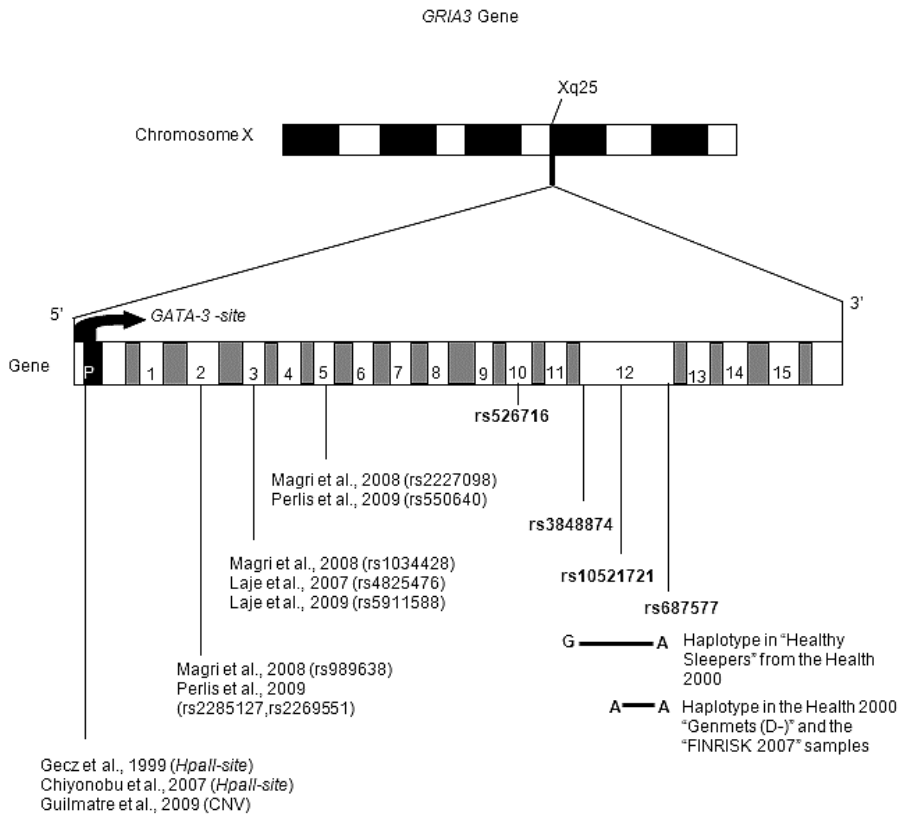 GRIA3 Gene
Xq25
Chromosome X
5’
3’
GATA-3 -site
Gene
P
1
2
3
4
5
6
7
8
9
10
11
12
13
14
15
rs526716
Magri et al., 2008 (rs2227098)
Perlis et al., 2009 (rs550640)
rs3848874
Magri et al., 2008 (rs1034428)
Laje et al., 2007 (rs4825476)
Laje et al., 2009 (rs5911588)
rs10521721
rs687577
G
A
Haplotype in “Healthy
Sleepers” from the Health
2000
Magri et al., 2008 (rs989638)
Perlis et al., 2009
(rs2285127,rs2269551)
A
A
Haplotype in the Health 2000
“Genmets (D-)” and the
“FINRISK 2007” samples
Gecz et al., 1999 (HpaII-site)
Chiyonobu et al., 2007 (HpaII-site)
Guilmatre et al., 2009 (CNV)